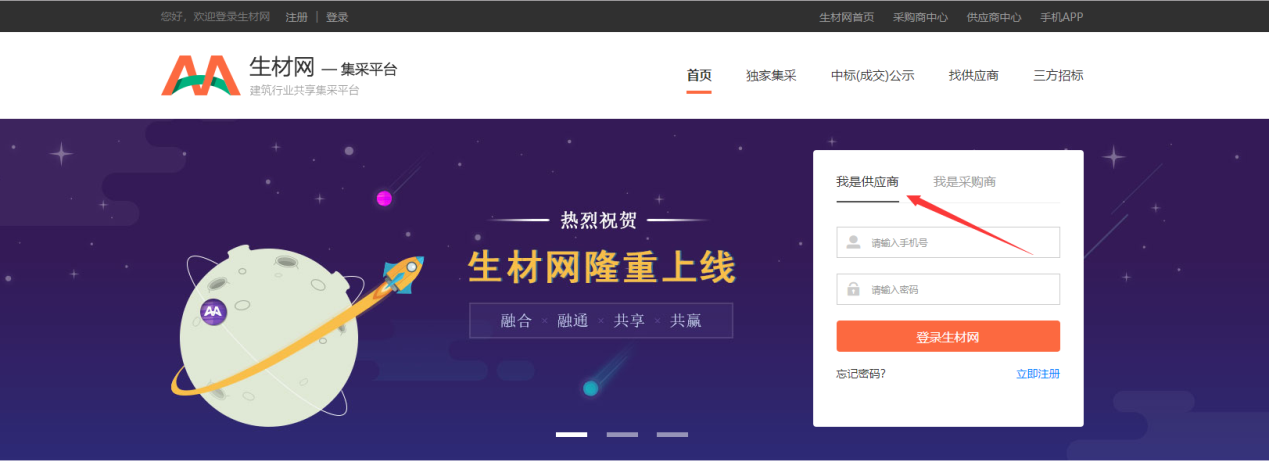 您好，欢迎登录生材网 注册 | 登录 生材网首页 采购商中心 供应商中心 手机APP
生材网 — 集采平台
建筑行业共享集采平台
首页 独家集采 中标(成交)公示 找供应商 三方招标
热烈祝贺
生材网隆重上线
融合 × 融通 × 共享 × 共赢
我是供应商 我是采购商
请输入手机号
请输入密码
登录生材网
忘记密码? 立即注册